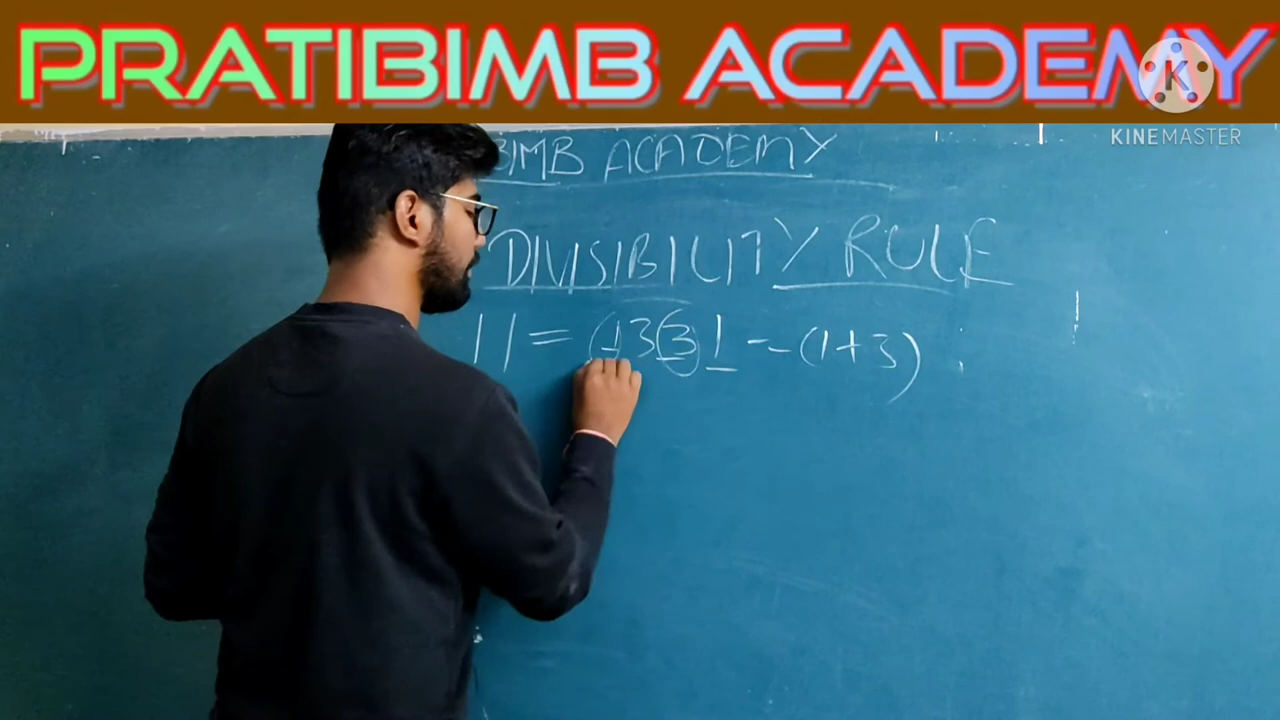 PRATIBIMB ACADEMY
KINEMASTER
BIMB ACADEMY
DIVISIBILITY RULE
11 = (1331 - (1+3)